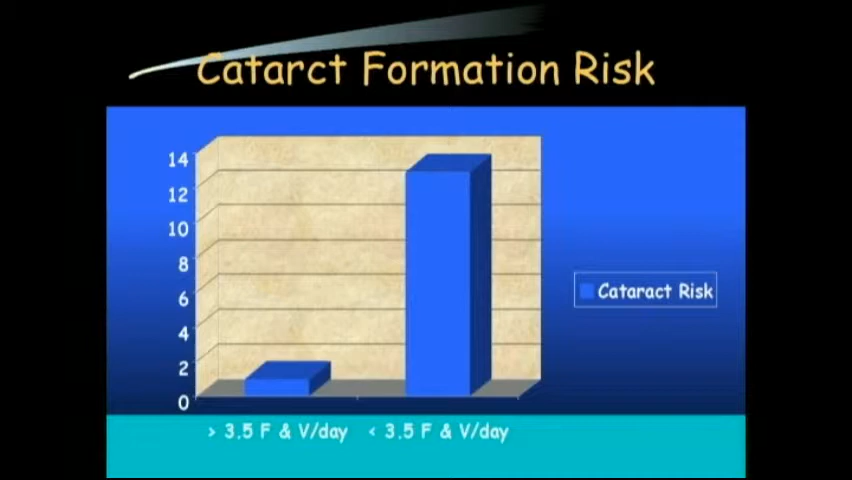 Catarct Formation Risk
14
12
10
8
6
4
2
0
> 3.5 F & V/day < 3.5 F & V/day
Cataract Risk